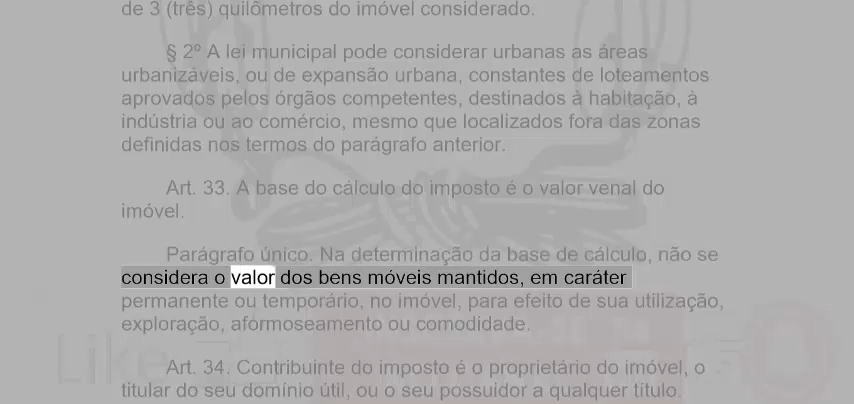 de 3 (três) quilômetros do imóvel considerado.
§ 2º A lei municipal pode considerar urbanas as áreas
urbanizáveis, ou de expansão urbana, constantes de loteamentos
aprovados pelos órgãos competentes, destinados à habitação, à
indústria ou ao comércio, mesmo que localizados fora das zonas
definidas nos termos do parágrafo anterior.
Art. 33. A base do cálculo do imposto é o valor venal do
imóvel.
Parágrafo único. Na determinação da base de cálculo, não se
considera o valor dos bens móveis mantidos, em caráter
permanente ou temporário, no imóvel, para efeito de sua utilização,
exploração, aformoseamento ou comodidade.
Like
Art. 34. Contribuinte do imposto é o proprietário do imóvel, o
titular do seu domínio útil, ou o seu possuidor a qualquer título.